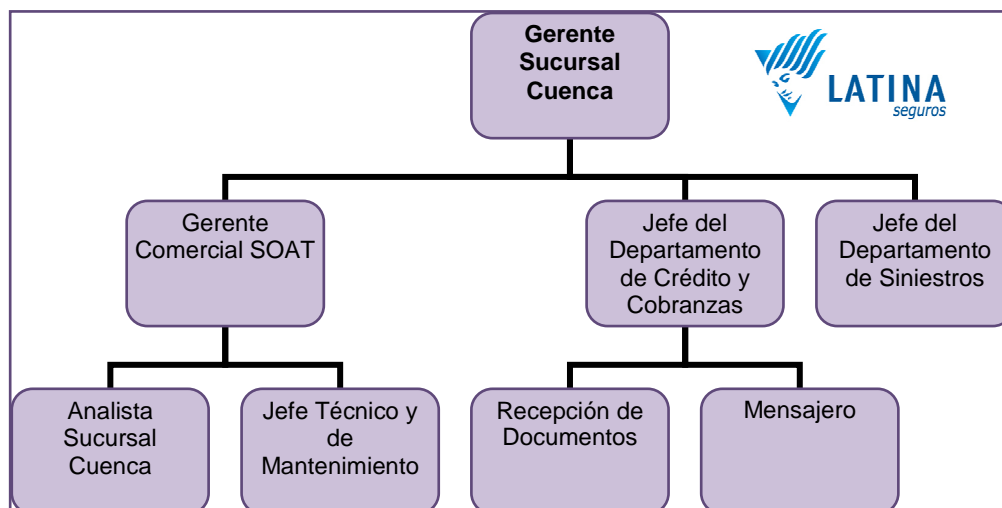 Gerente
Sucursal
Cuenca
LATINA
seguros
Gerente
Comercial SOAT
Jefe del
Departamento
de Crédito y
Cobranzas
Jefe del
Departamento
de Siniestros
Analista
Sucursal
Cuenca
Jefe Técnico y
de
Mantenimiento
Recepción de
Documentos
Mensajero